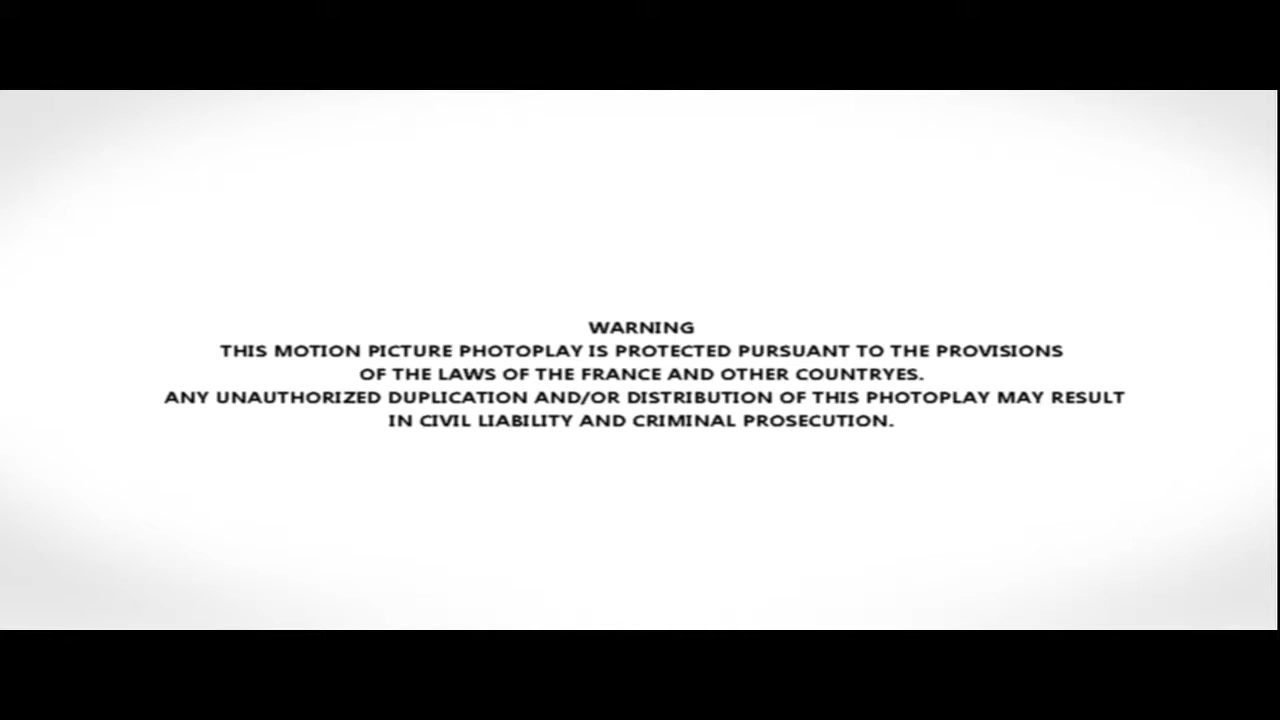 WARNING
THIS MOTION PICTURE PHOTOPLAY IS PROTECTED PURSUANT TO THE PROVISIONS
OF THE LAWS OF THE FRANCE AND OTHER COUNTRYES.
ANY UNAUTHORIZED DUPLICATION AND/OR DISTRIBUTION OF THIS PHOTOPLAY MAY RESULT
IN CIVIL LIABILITY AND CRIMINAL PROSECUTION.